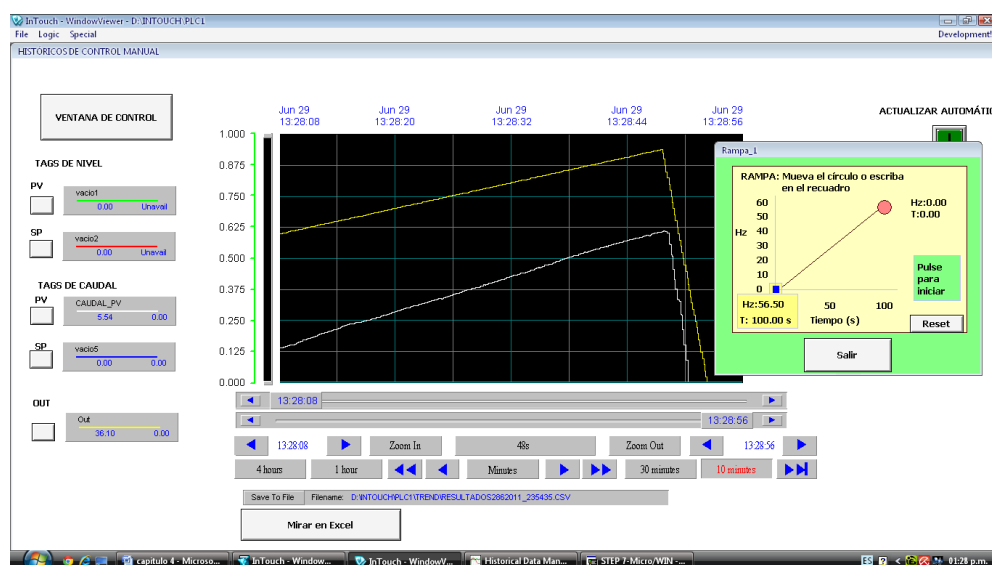 InTouch - WindowViewer - D:\INTOUCH\PLC1
File Logic Special Development!
HISTORICOS DE CONTROL MANUAL
VENTANA DE CONTROL
TAGS DE NIVEL
PV
vacio1
0.00 Unavail
SP
vacio2
0.00 Unavail
TAGS DE CAUDAL
PV
CAUDAL_PV
5.54 0.00
SP
vacio5
0.00 0.00
OUT
Out
36.10 0.00
Jun 29 Jun 29 Jun 29 Jun 29 Jun 29
13:28:08 13:28:20 13:28:32 13:28:44 13:28:56
1.000
0.875
0.750
0.625
0.500
0.375
0.250
0.125
0.000
ACTUALIZAR AUTOMÁTIC
Rampa_1
RAMPA: Mueva el círculo o escriba
en el recuadro
60
50
Hz 40
30
20
10
0
Hz:0.00
T:0.00
Pulse
para
iniciar
Hz:56.50
T: 100.00 s
50 100
Tiempo (s)
Reset
Salir
13:28:08
13:28:56
13:28:08 Zoom In 48s Zoom Out 13:28:56
4 hours 1 hour Minutes 30 minutes 10 minutes
Save To File Filename: D:\INTOUCH\PLC1\TREND\RESULTADOS2862011_235435.CSV
Mirar en Excel
capitulo 4 - Microso... InTouch - Window... InTouch - WindowV... Historical Data Man... STEP 7-Micro/WIN -... ES 01:28 p.m.